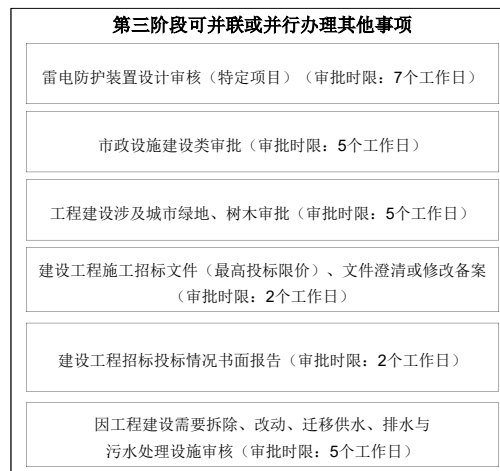 第三阶段可并联或并行办理其他事项
雷电防护装置设计审核（特定项目）（审批时限：7个工作日）
市政设施建设类审批（审批时限：5个工作日）
工程建设涉及城市绿地、树木审批（审批时限：5个工作日）
建设工程施工招标文件（最高投标限价）、文件澄清或修改备案
（审批时限：2个工作日）
建设工程招标投标情况书面报告（审批时限：2个工作日）
因工程建设需要拆除、改动、迁移供水、排水与
污水处理设施审核（审批时限：5个工作日）